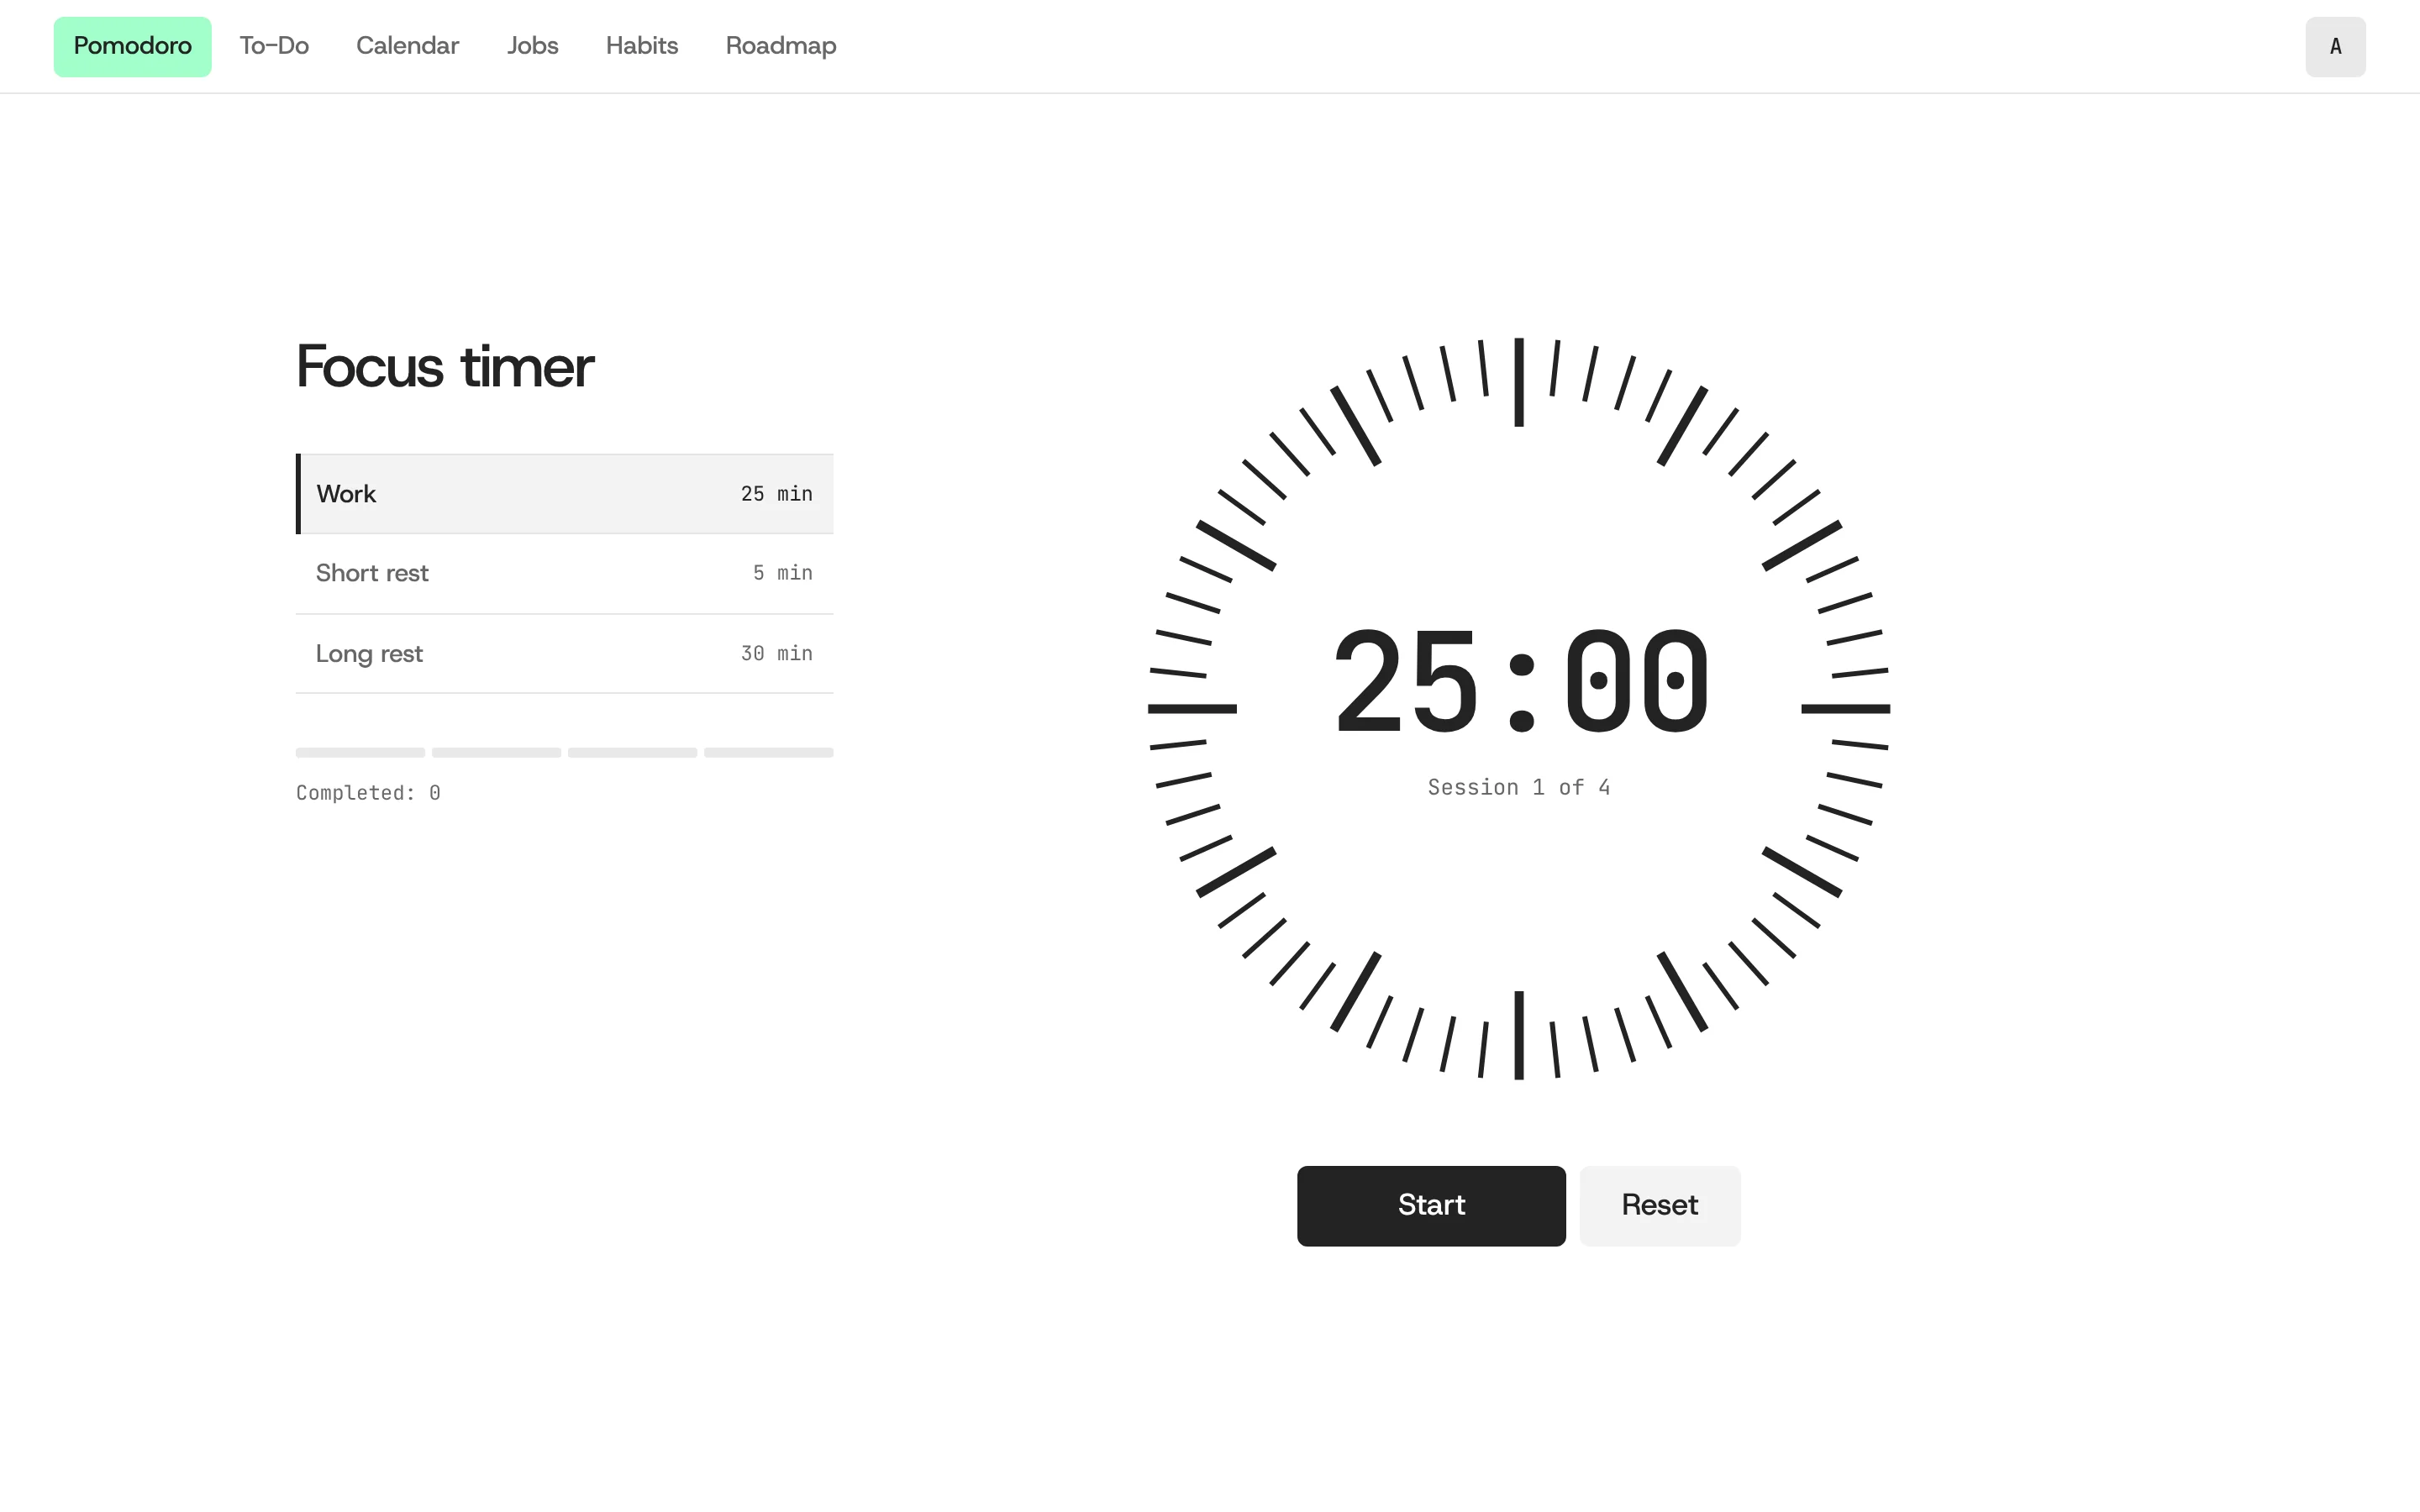 Pomodoro To-Do Calendar Jobs Habits Roadmap A
Focus timer
Work 25 min
Short rest 5 min
Long rest 30 min
Completed: 0
25:00
Session 1 of 4
Start Reset